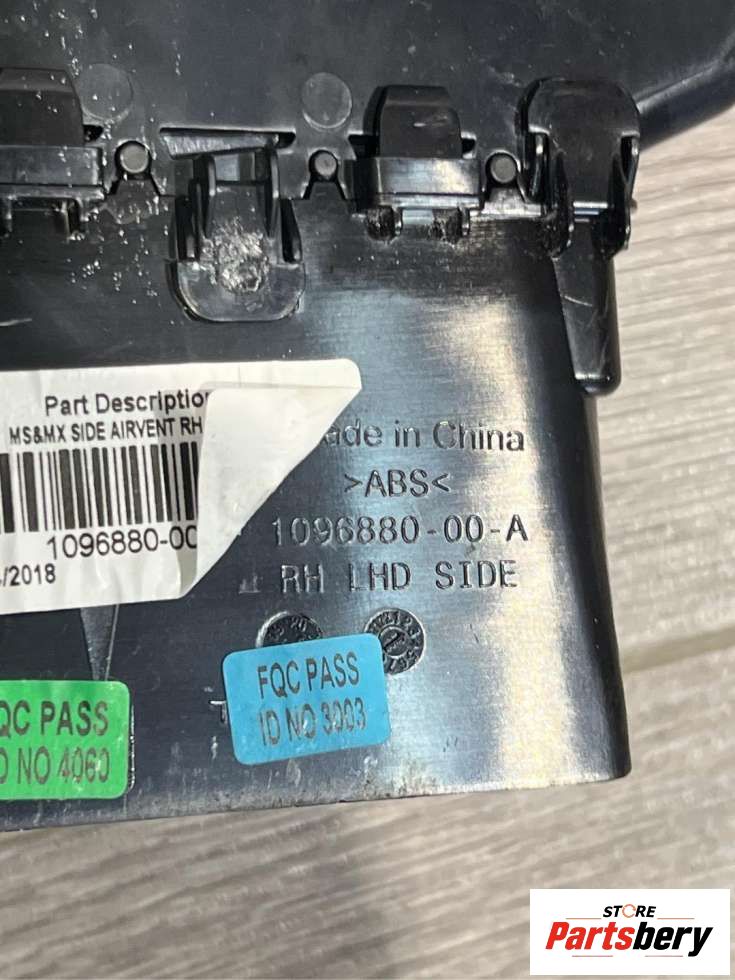 Part Description
MS&MX SIDE AIRVENT RH
1096880-00
/2018
ade in China
>ABS<
1096880-00-A
RH LHD SIDE
FQC PASS
ID NO 3003
QC PASS
NO 4060
STORE
Partsbery